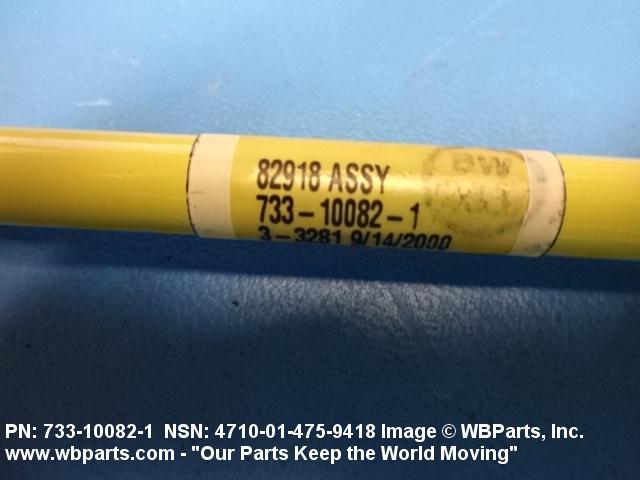 82918 ASSY
BW
733-10082-1
3-3281 9/14/2000
PN: 733-10082-1 NSN: 4710-01-475-9418 Image © WBParts, Inc.
www.wbparts.com - "Our Parts Keep the World Moving"